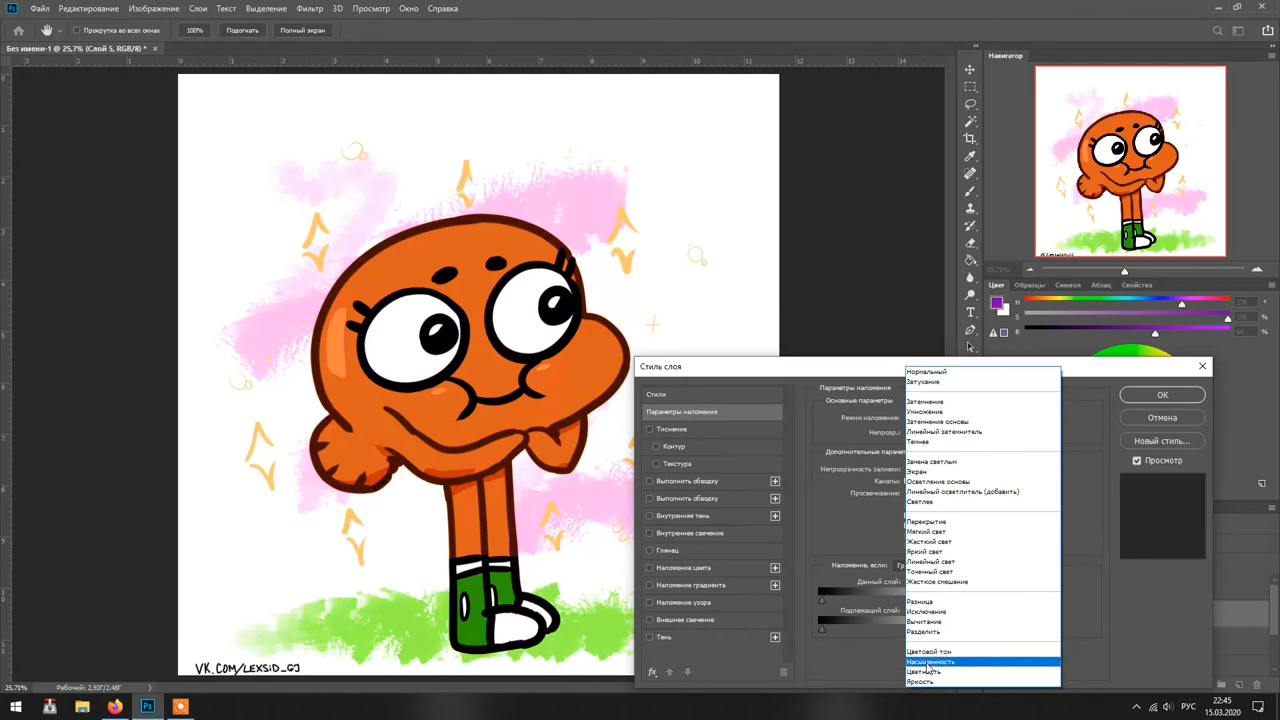 Файл Редактирование Изображение Слои Текст Выделение Фильтр 3D Просмотр Окно Справка
Прокрутка во всех окнах 100% Подогнать Полный экран
Без имени-1 @ 25,7% (Слой 5, RGB/8) *
Навигатор
25,71%
Цвет Образцы Символ Абзац Свойства
H
S %
B %
Стиль слоя
Стили
Параметры наложения
Тиснение
Контур
Текстура
Выполнить обводку
Выполнить обводку
Внутренняя тень
Внутреннее свечение
Глянец
Наложение цвета
Наложение градиента
Наложение узора
Внешнее свечение
Тень
fx
Параметры наложения
Основные параметры
Режим наложения:
Непрозр.:
Непрозрачность заливки:
Каналы:
Просвечивание:
Наложение, если:
Данный слой:
Подлежащий слой:
Нормальный
Затухание
Затемнение
Умножение
Затемнение основы
Линейный затемнитель
Темнее
Замена светлым
Экран
Осветление основы
Линейный осветлитель (добавить)
Светлее
Перекрытие
Мягкий свет
Жесткий свет
Яркий свет
Линейный свет
Точечный свет
Жесткое смешение
Разница
Исключение
Вычитание
Разделить
Цветовой тон
Насыщенность
Цветность
Яркость
OK
Отмена
Новый стиль...
Просмотр
VK.COM/LEXSID_GJ
25,71% Рабочий: 2,92Г/2,48Г
РУС
22:45
15.03.2020